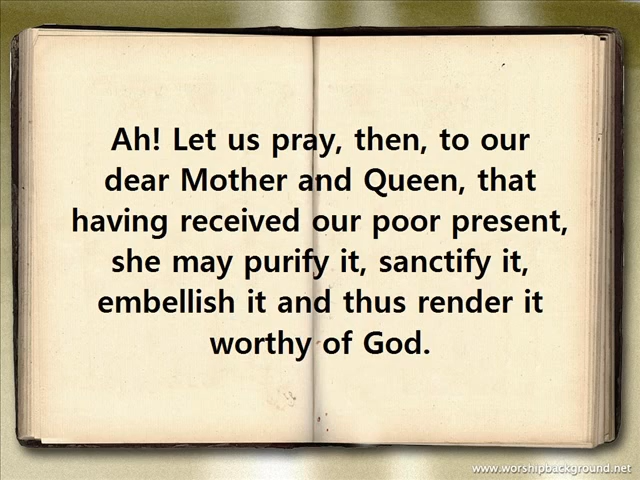 Ah! Let us pray, then, to our
dear Mother and Queen, that
having received our poor present,
she may purify it, sanctify it,
embellish it and thus render it
worthy of God.
www.worshipbackground.net